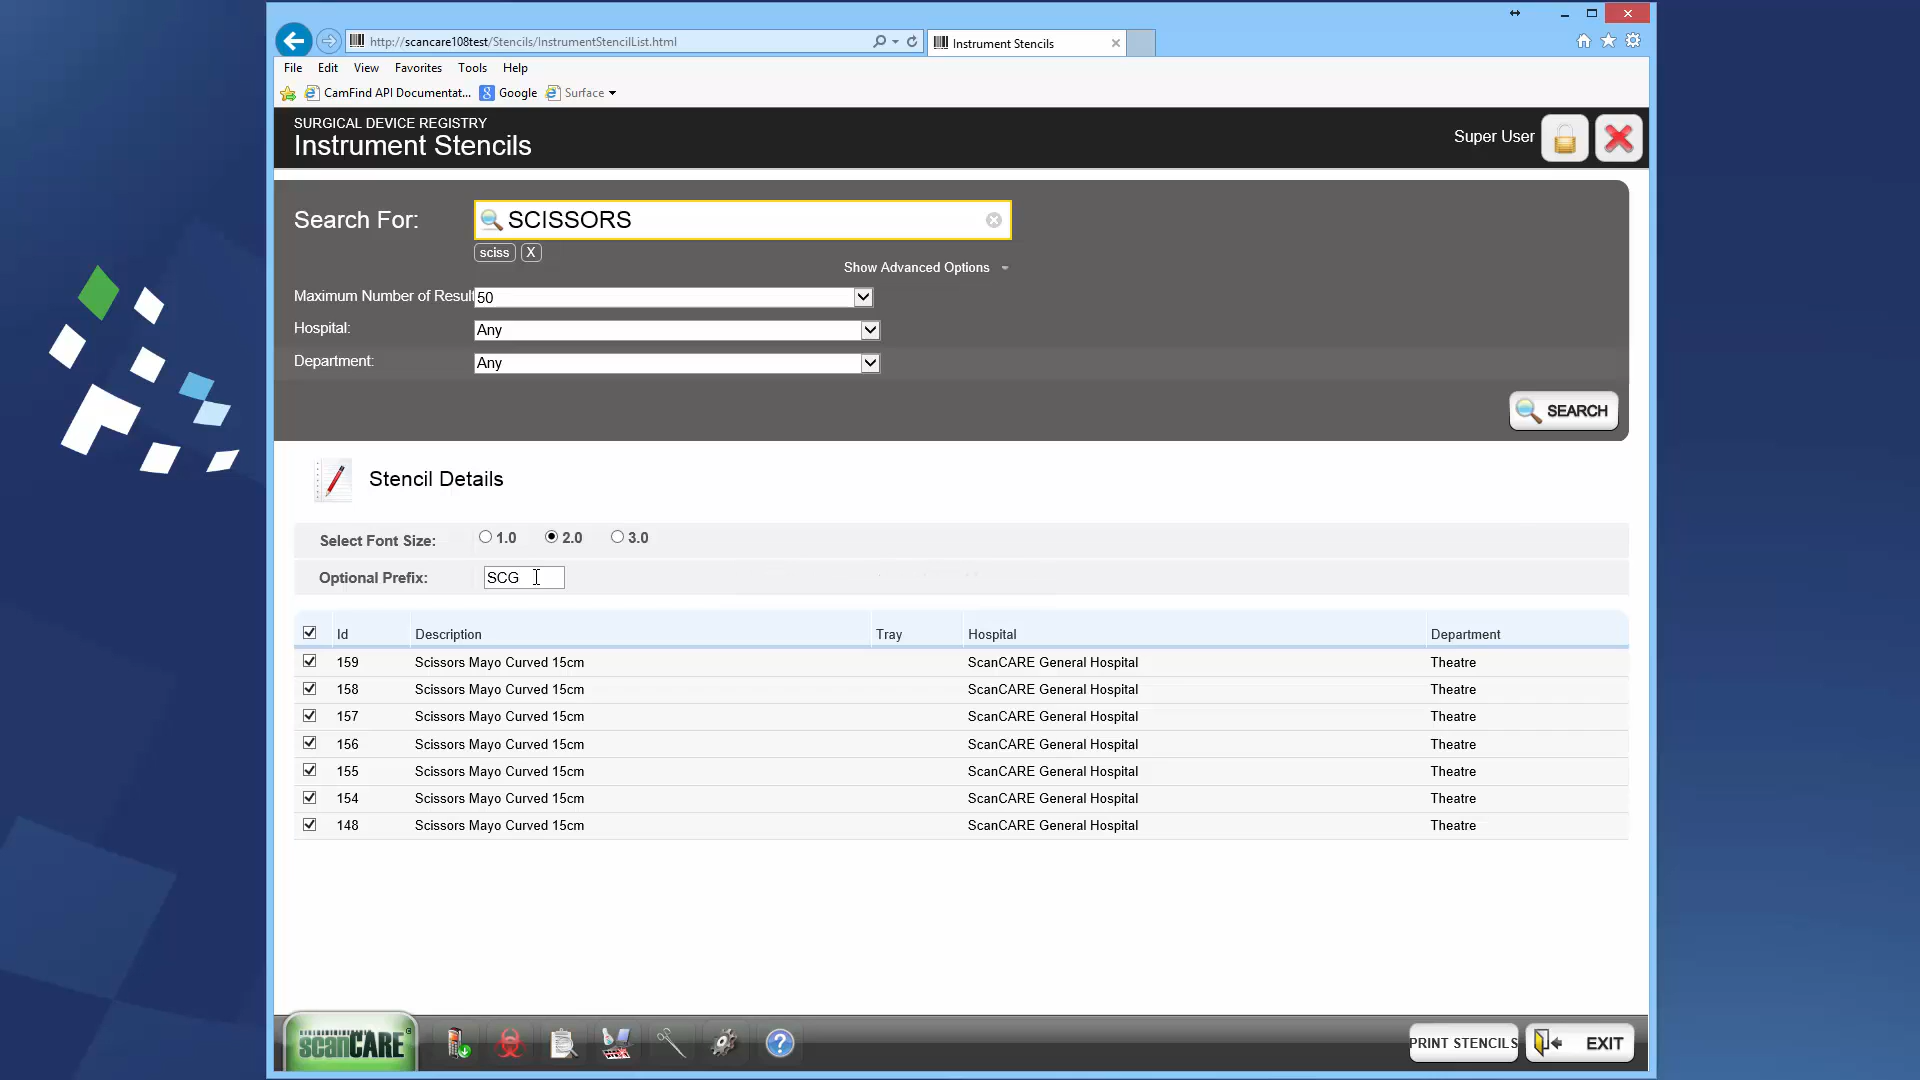 http://scancare108test/Stencils/InstrumentStencilList.html
Instrument Stencils
File Edit View Favorites Tools Help
CamFind API Documentat... Google Surface
SURGICAL DEVICE REGISTRY
Instrument Stencils
Super User
Search For:
SCISSORS
sciss X
Show Advanced Options
Maximum Number of Result
50
Hospital:
Any
Department:
Any
SEARCH
Stencil Details
Select Font Size: 1.0 2.0 3.0
Optional Prefix: SCG
Id Description Tray Hospital Department
159 Scissors Mayo Curved 15cm ScanCARE General Hospital Theatre
158 Scissors Mayo Curved 15cm ScanCARE General Hospital Theatre
157 Scissors Mayo Curved 15cm ScanCARE General Hospital Theatre
156 Scissors Mayo Curved 15cm ScanCARE General Hospital Theatre
155 Scissors Mayo Curved 15cm ScanCARE General Hospital Theatre
154 Scissors Mayo Curved 15cm ScanCARE General Hospital Theatre
148 Scissors Mayo Curved 15cm ScanCARE General Hospital Theatre
scanCARE
PRINT STENCILS
EXIT